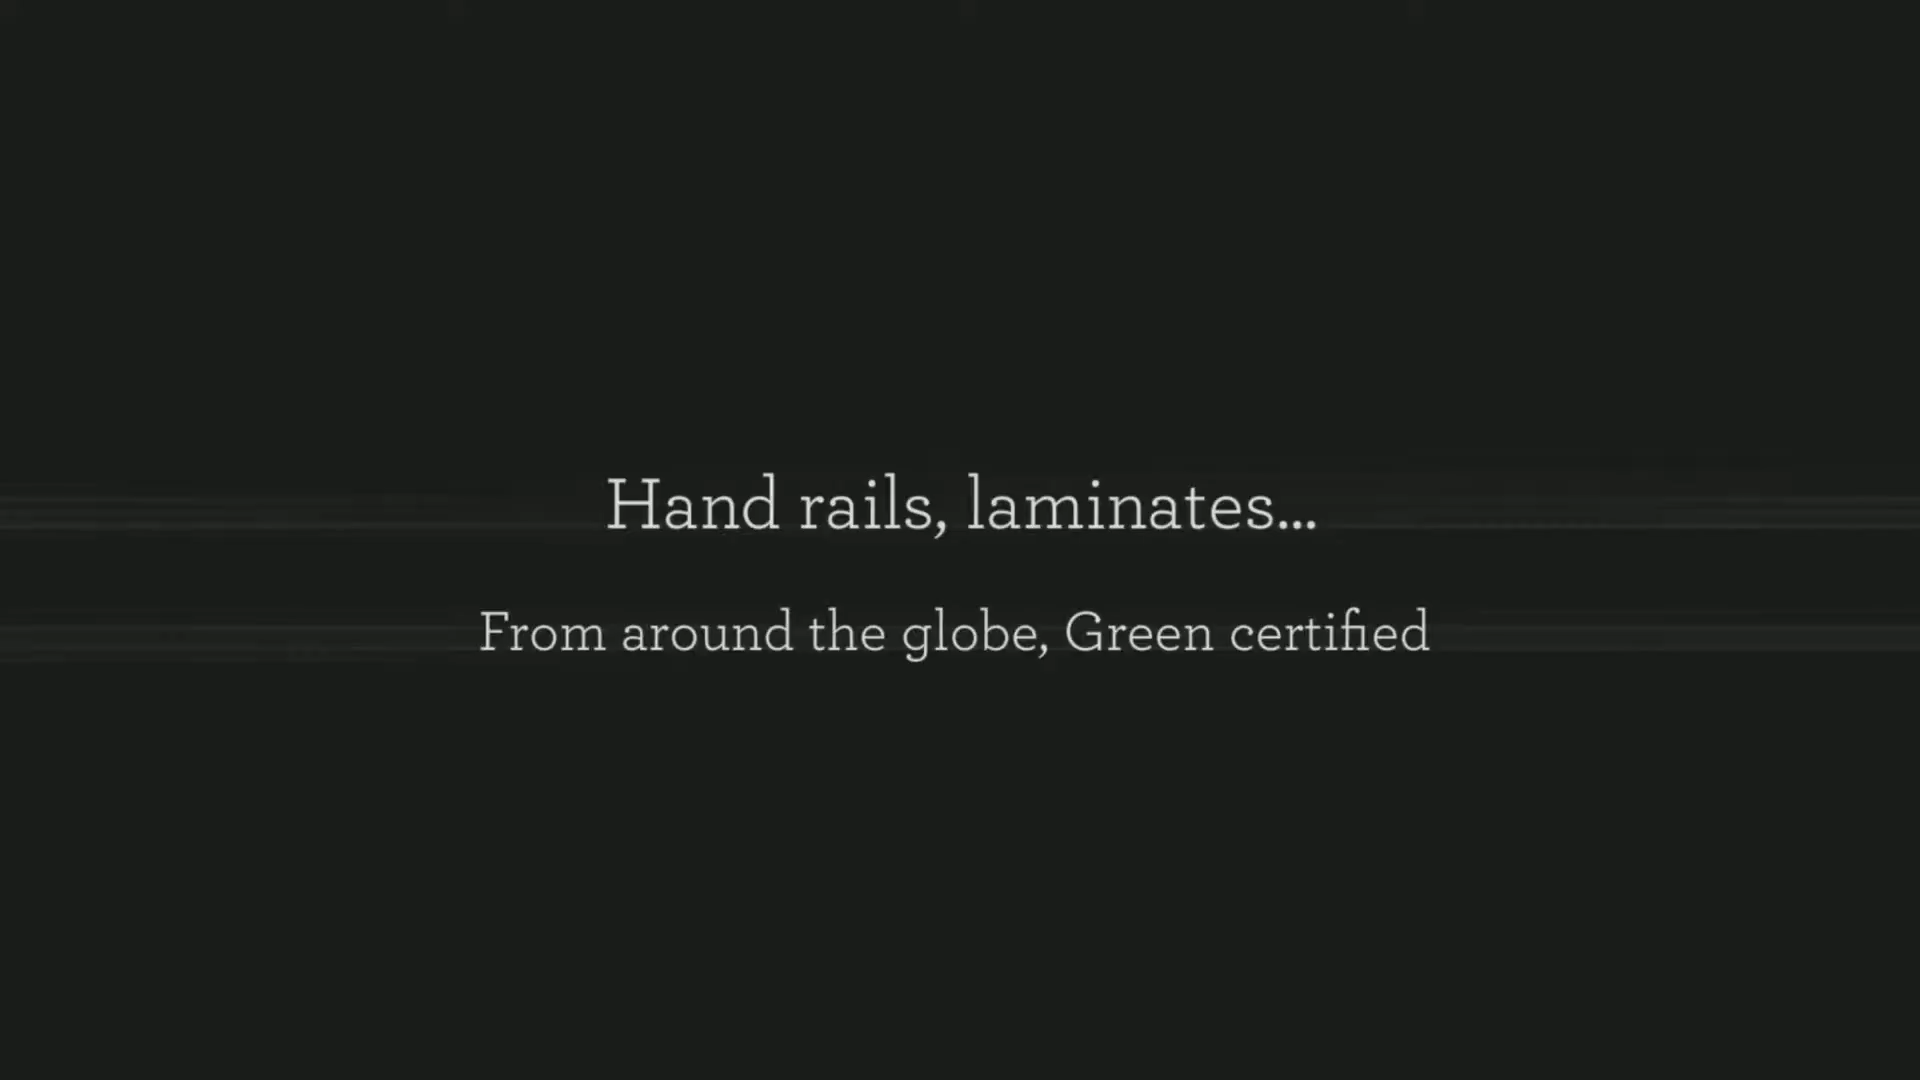 Hand rails, laminates...
From around the globe, Green certified